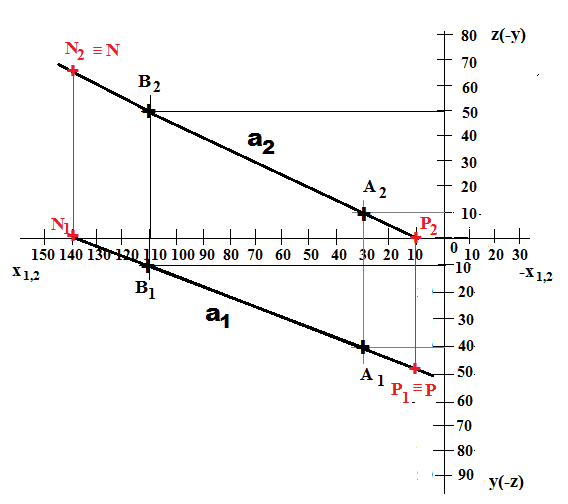 80 z(-y)
70
N₂ ≡ N
60
B₂
50
a₂
40
30
A₂
20
10
P₂
N₁
150 140 130 120 110 100 90 80 70 60 50 40 30 20 10 0 10 20 30
x₁,₂ -x₁,₂
10
B₁
20
a₁
30
40
A₁
50
P₁ ≡ P
60
70
80
90
y(-z)